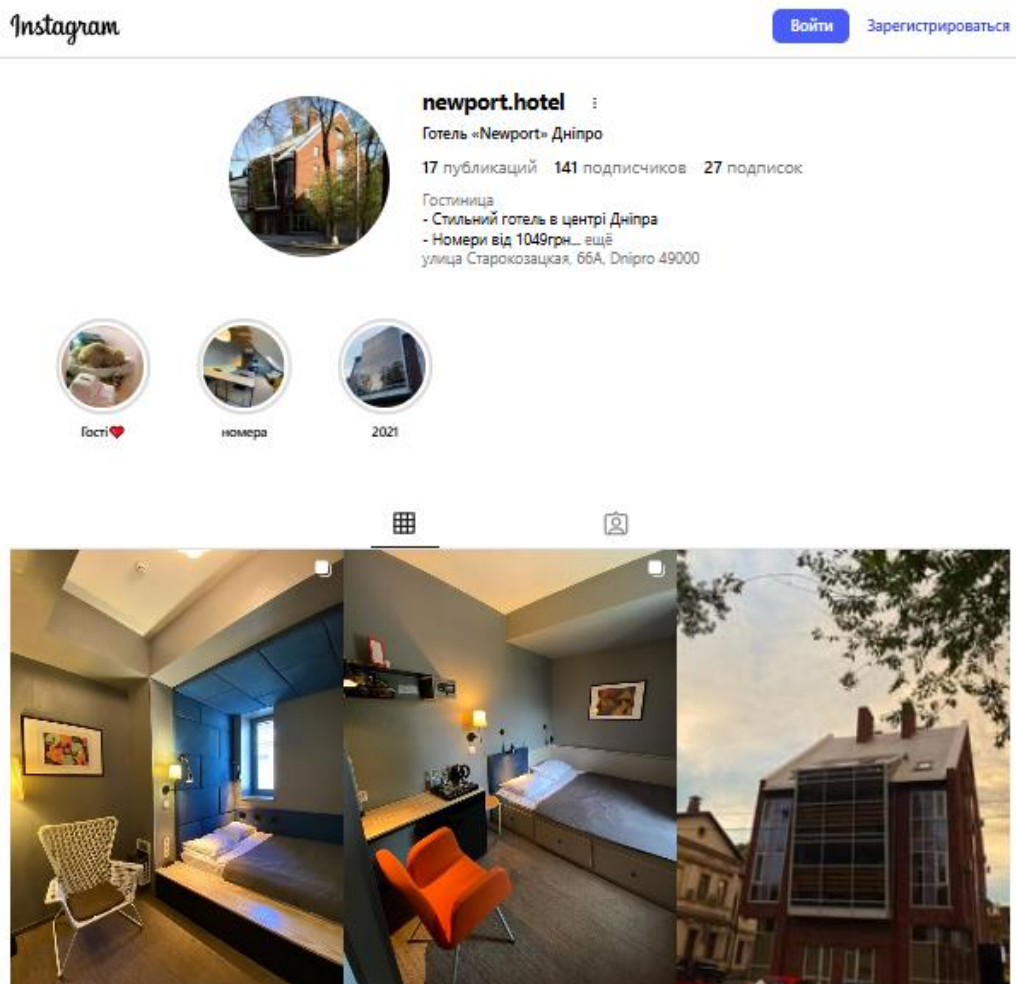 Instagram
Войти
Зарегистрироваться
newport.hotel
Готель «Newport» Дніпро
17 публикаций 141 подписчиков 27 подписок
Гостиница
- Стильний готель в центрі Дніпра
- Номери від 1049грн... ещё
улица Старокозацкая, 66А, Dnipro 49000
Гості❤️
номера
2021